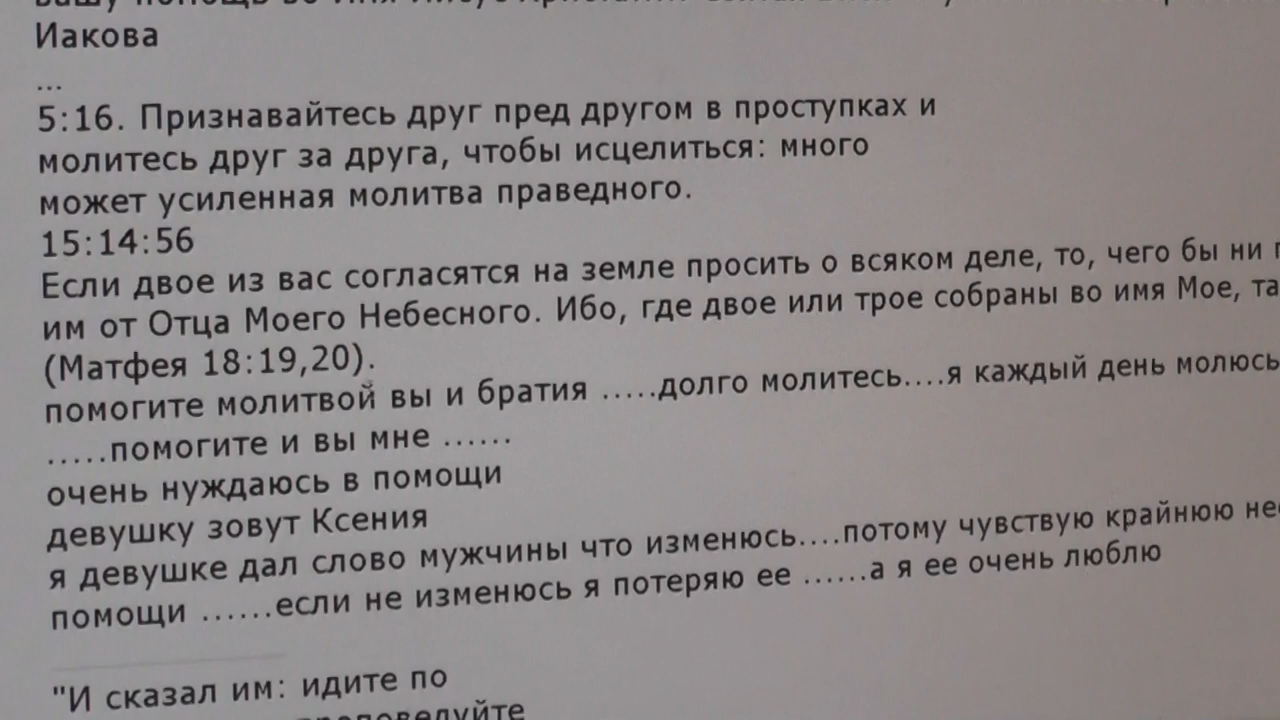 Иакова
...
5:16. Признавайтесь друг пред другом в проступках и
молитесь друг за друга, чтобы исцелиться: много
может усиленная молитва праведного.
15:14:56
Если двое из вас согласятся на земле просить о всяком деле, то, чего бы ни
им от Отца Моего Небесного. Ибо, где двое или трое собраны во имя Мое,
(Матфея 18:19,20).
помогите молитвой вы и братия .....долго молитесь....я каждый день молюсь
.....помогите и вы мне ......
очень нуждаюсь в помощи
девушку зовут Ксения
я девушке дал слово мужчины что изменюсь....потому чувствую крайнюю
помощи ......если не изменюсь я потеряю ее ......а я ее очень люблю
"И сказал им: идите по